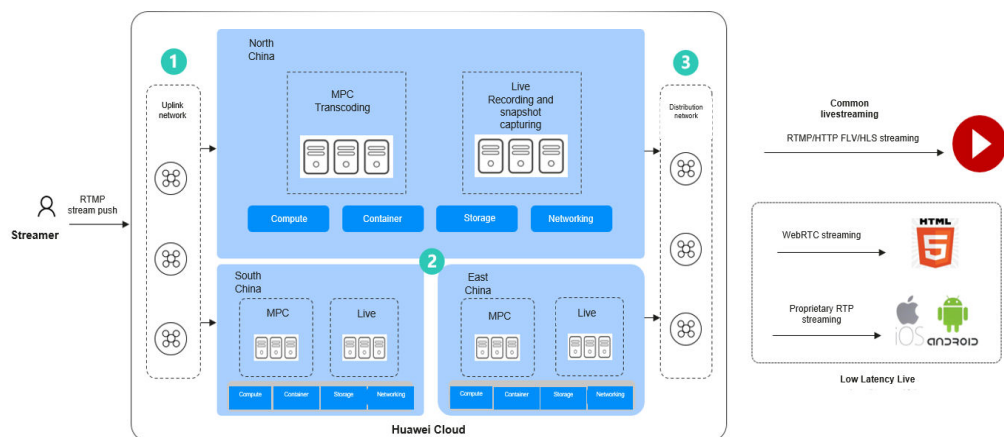 Streamer
RTMP
stream push
1
Uplink
network
North
China
MPC
Transcoding
Live
Recording and
snapshot
capturing
Compute
Container
Storage
Networking
2
South
China
MPC
Live
Compute
Container
Storage
Networking
East
China
MPC
Live
Compute
Container
Storage
Networking
3
Distribution
network
Huawei Cloud
Common
livestreaming
RTMP/HTTP FLV/HLS streaming
WebRTC streaming
HTML
5
Proprietary RTP
streaming
iOS
ANDROID
Low Latency Live